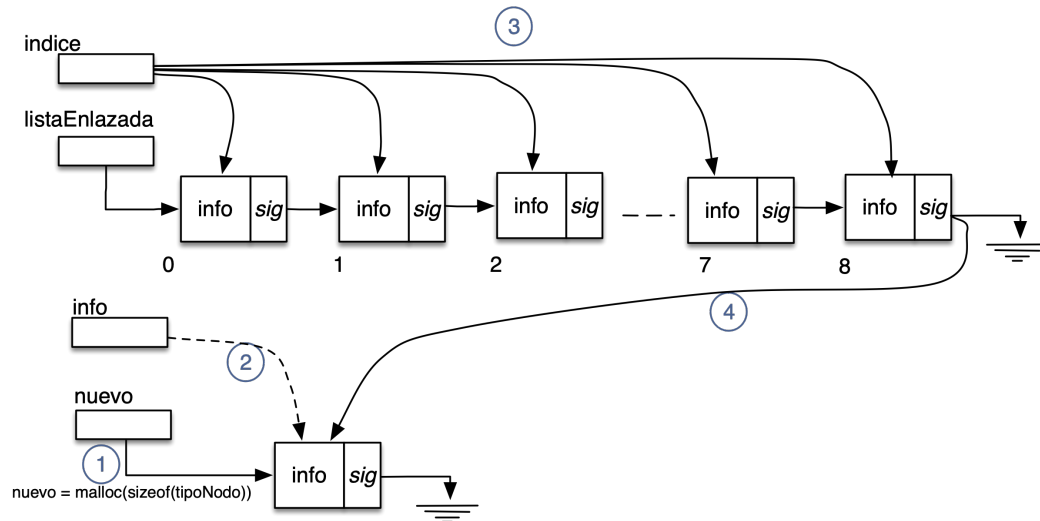 3
indice
listaEnlazada
info sig info sig info sig info sig info sig
0 1 2 7 8
info
4
2
nuevo
1
info sig
nuevo = malloc(sizeof(tipoNodo))